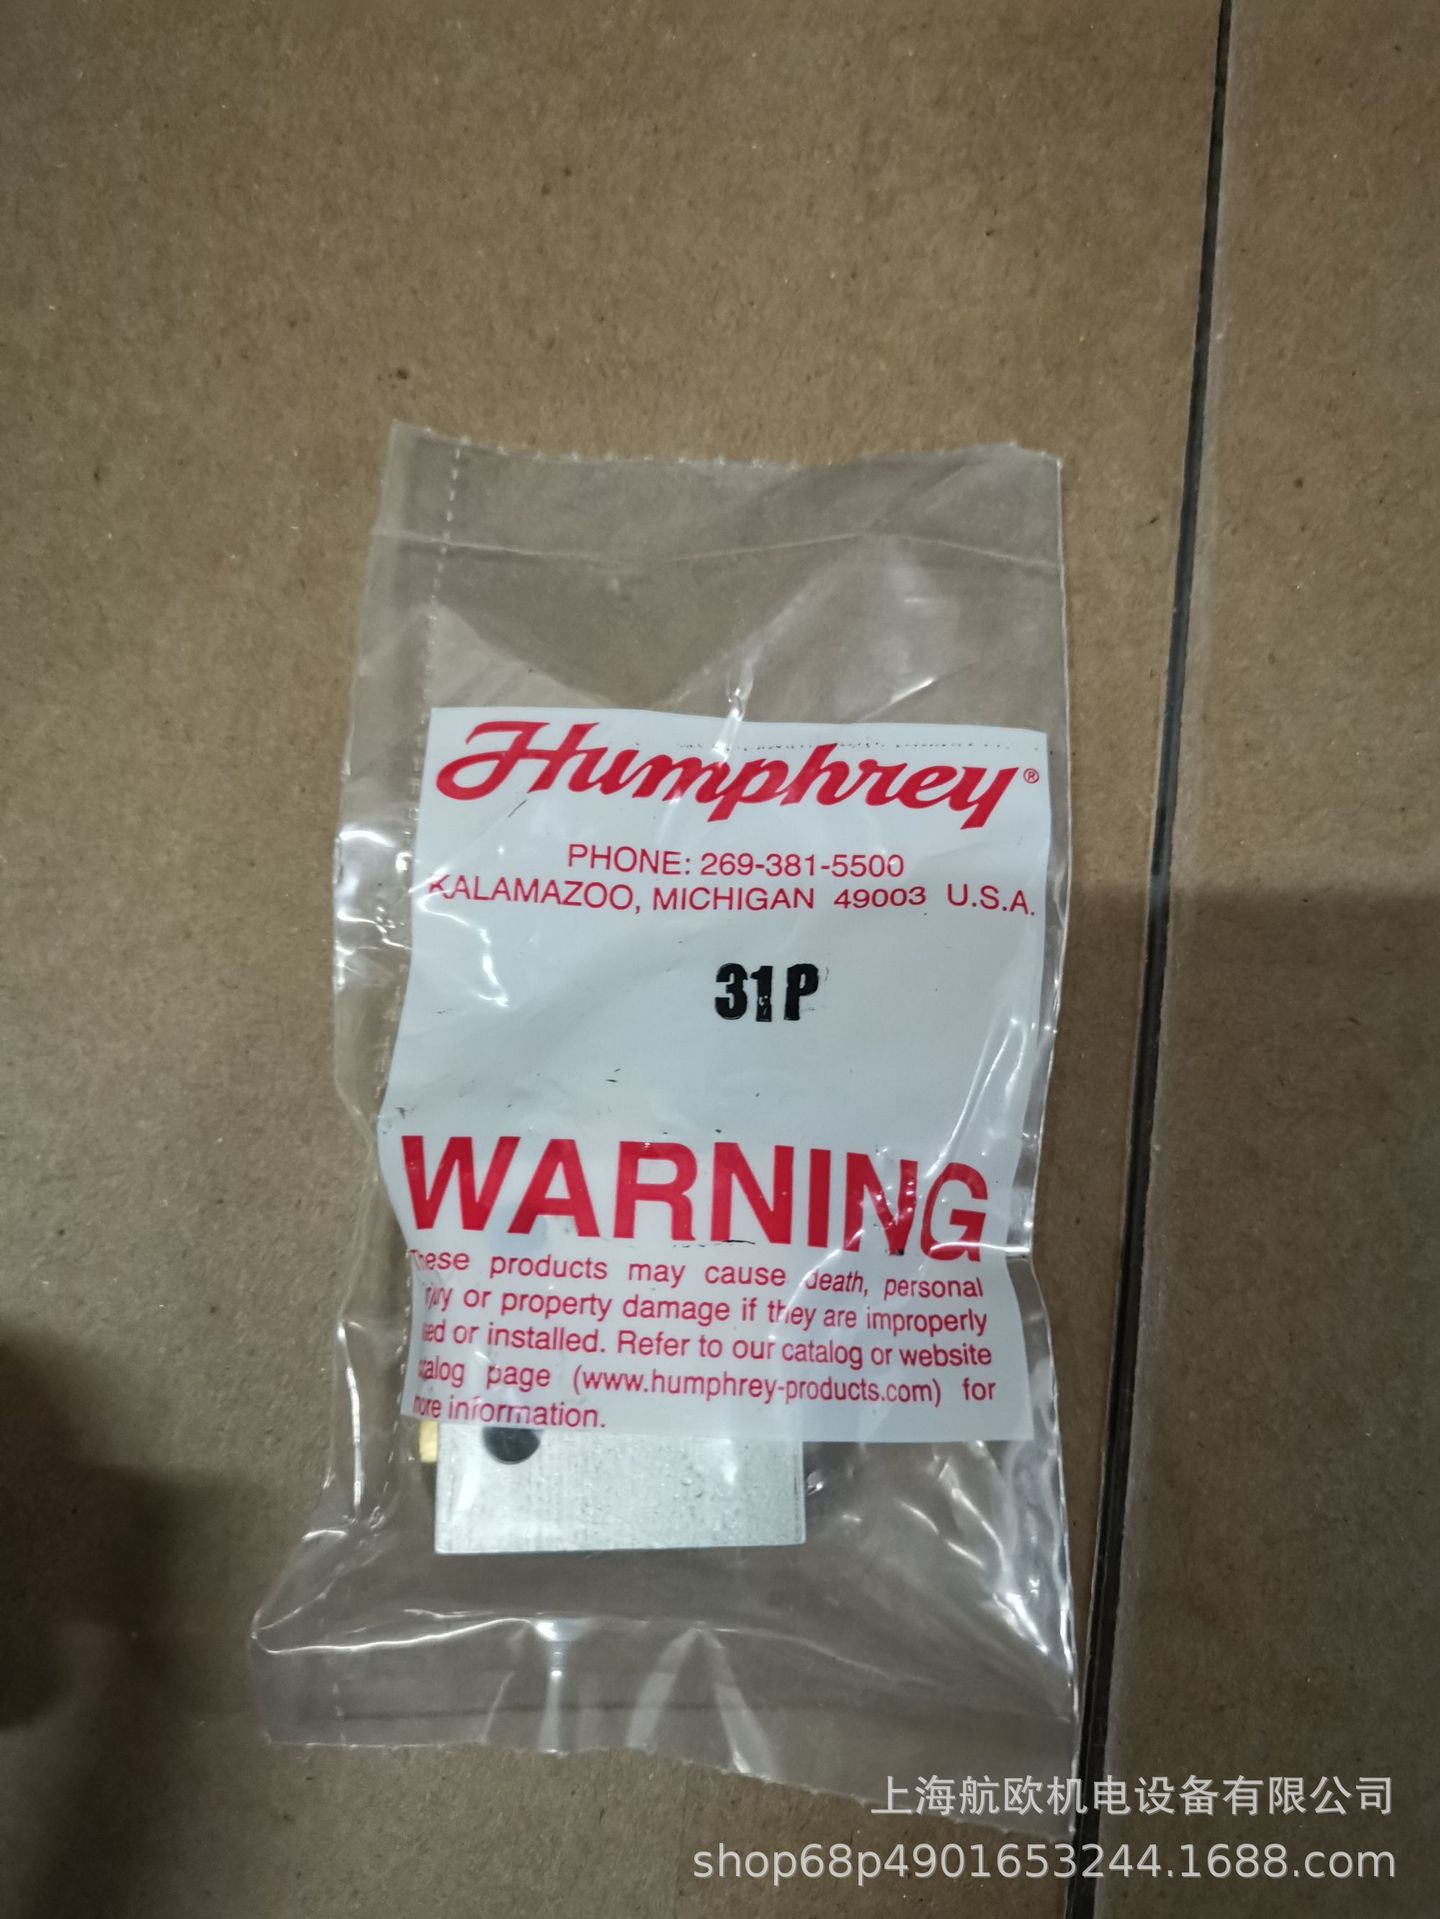 Humphrey®
PHONE: 269-381-5500
KALAMAZOO, MICHIGAN 49003 U.S.A.
31P
WARNING
These products may cause death, personal
injury or property damage if they are improperly
used or installed. Refer to our catalog or website
catalog page (www.humphrey-products.com) for
more information.
上海航欧机电设备有限公司
shop68p4901653244.1688.com